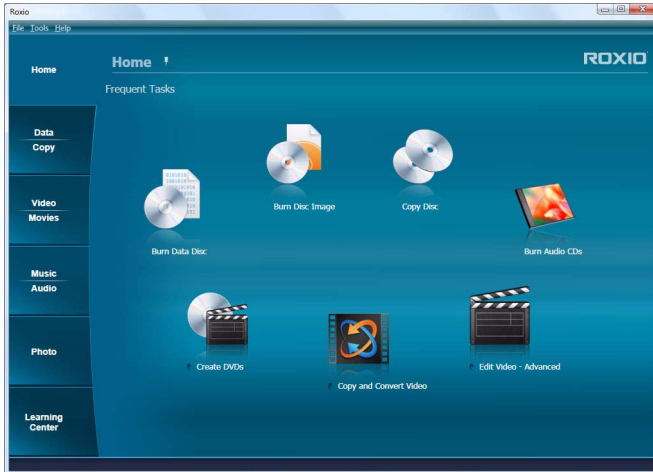 Roxio
File Tools Help
Home
ROXIO
Frequent Tasks
Home
Data
Copy
Video
Movies
Music
Audio
Photo
Learning
Center
Burn Disc Image
Copy Disc
Burn Data Disc
Burn Audio CDs
Create DVDs
Edit Video - Advanced
Copy and Convert Video